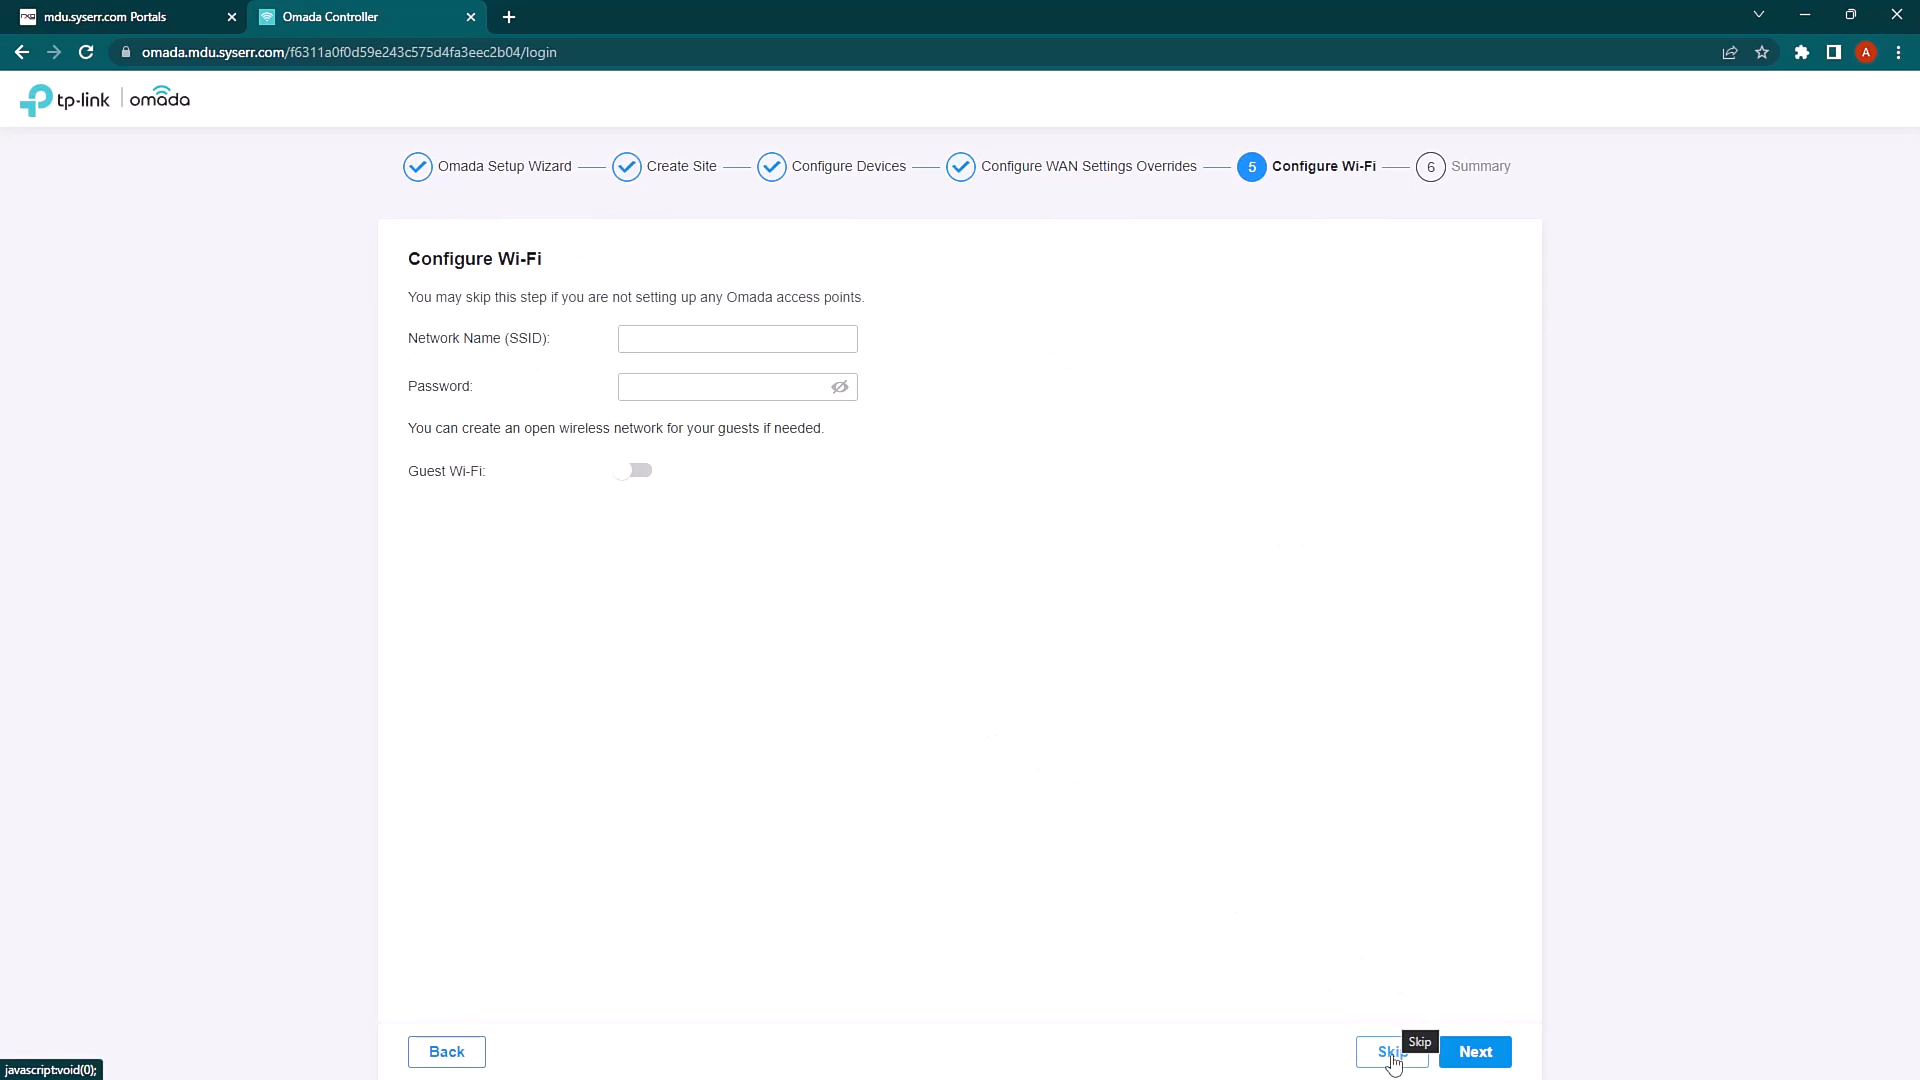 mdu.syserr.com Portals
Omada Controller
omada.mdu.syserr.com/f6311a0f0d59e243c575d4fa3eec2b04/login
A
tp-link | omada
Omada Setup Wizard
Create Site
Configure Devices
Configure WAN Settings Overrides
5 Configure Wi-Fi
6 Summary
Configure Wi-Fi
You may skip this step if you are not setting up any Omada access points.
Network Name (SSID):
Password:
You can create an open wireless network for your guests if needed.
Guest Wi-Fi:
Back
Skip
Skip
Next
javascript:void(0);